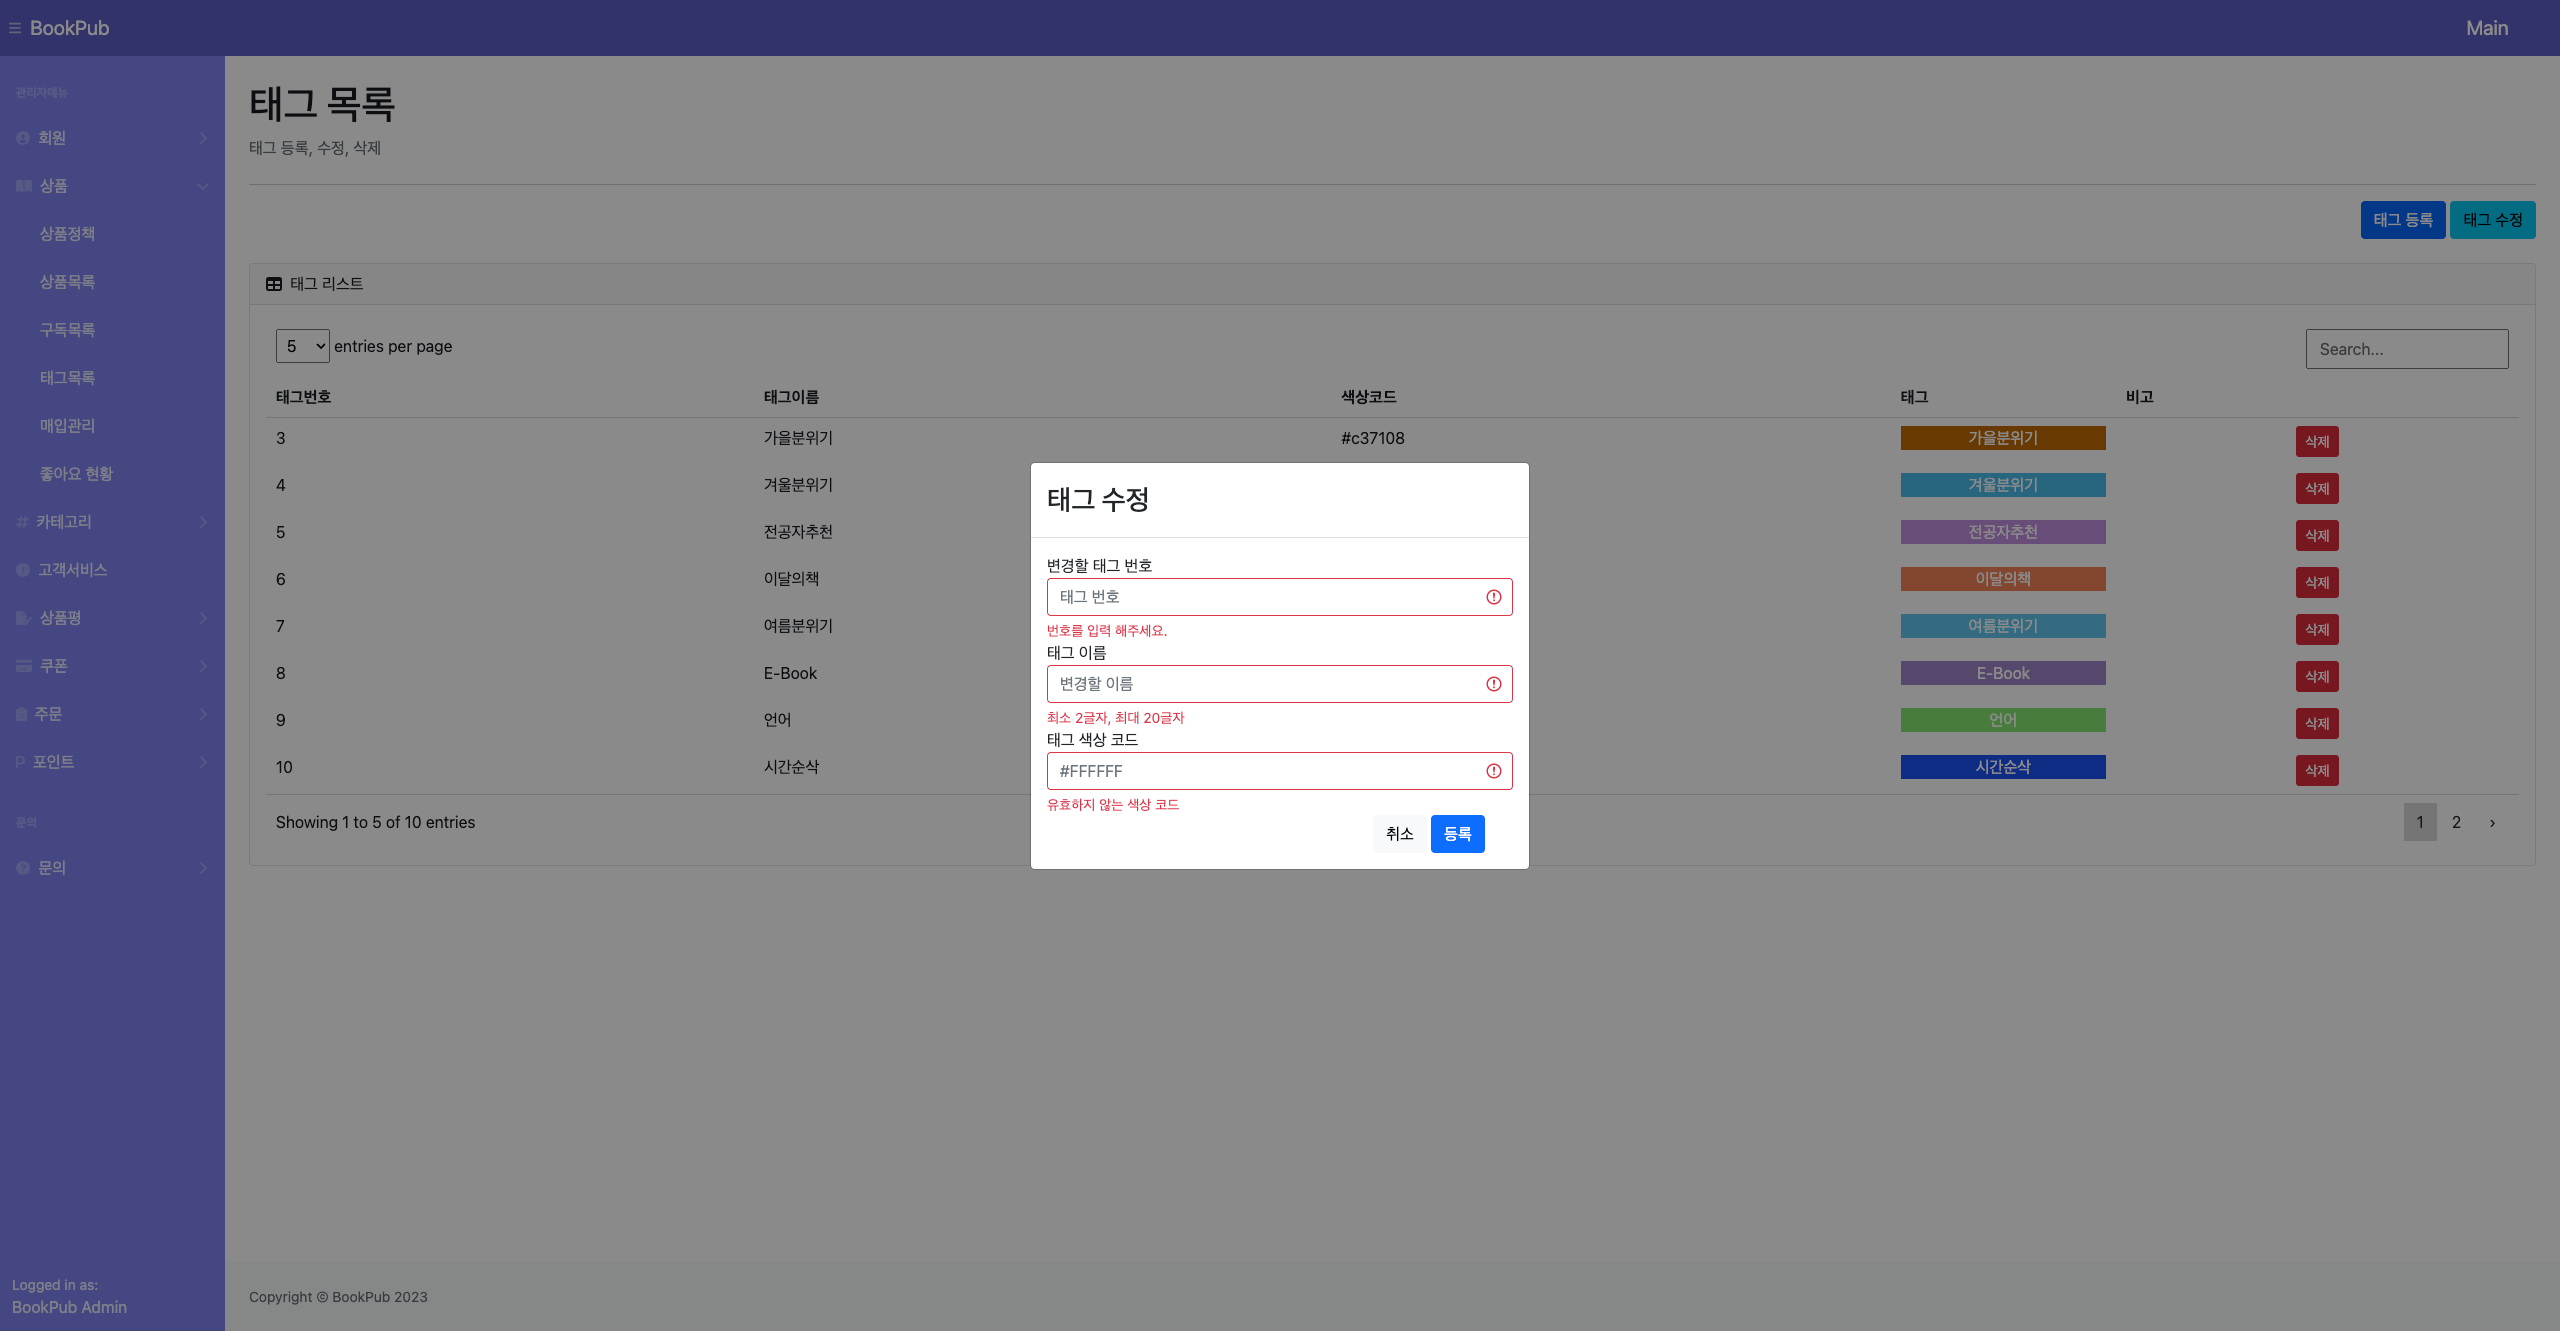 BookPub
Main
관리자메뉴
회원
상품
상품정책
상품목록
구독목록
태그목록
매입관리
좋아요 현황
카테고리
고객서비스
상품평
쿠폰
주문
포인트
문의
문의
Logged in as:
BookPub Admin
태그 목록
태그 등록, 수정, 삭제
태그 등록 태그 수정
태그 리스트
5 entries per page
Search...
태그번호 태그이름 색상코드 태그 비고
3 가을분위기 #c37108 가을분위기 삭제
4 겨울분위기 겨울분위기 삭제
5 전공자추천 전공자추천 삭제
6 이달의책 이달의책 삭제
7 여름분위기 여름분위기 삭제
8 E-Book E-Book 삭제
9 언어 언어 삭제
10 시간순삭 시간순삭 삭제
Showing 1 to 5 of 10 entries
1 2 ›
태그 수정
변경할 태그 번호
태그 번호
번호를 입력 해주세요.
태그 이름
변경할 이름
최소 2글자, 최대 20글자
태그 색상 코드
#FFFFFF
유효하지 않는 색상 코드
취소 등록
Copyright © BookPub 2023